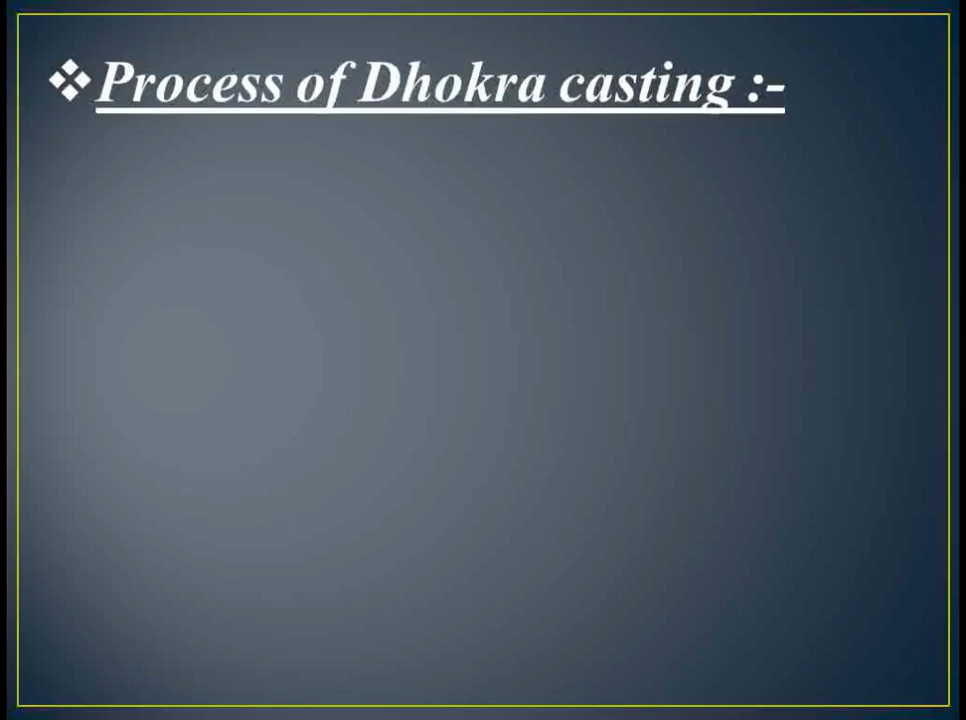 ❖Process of Dhokra casting :-